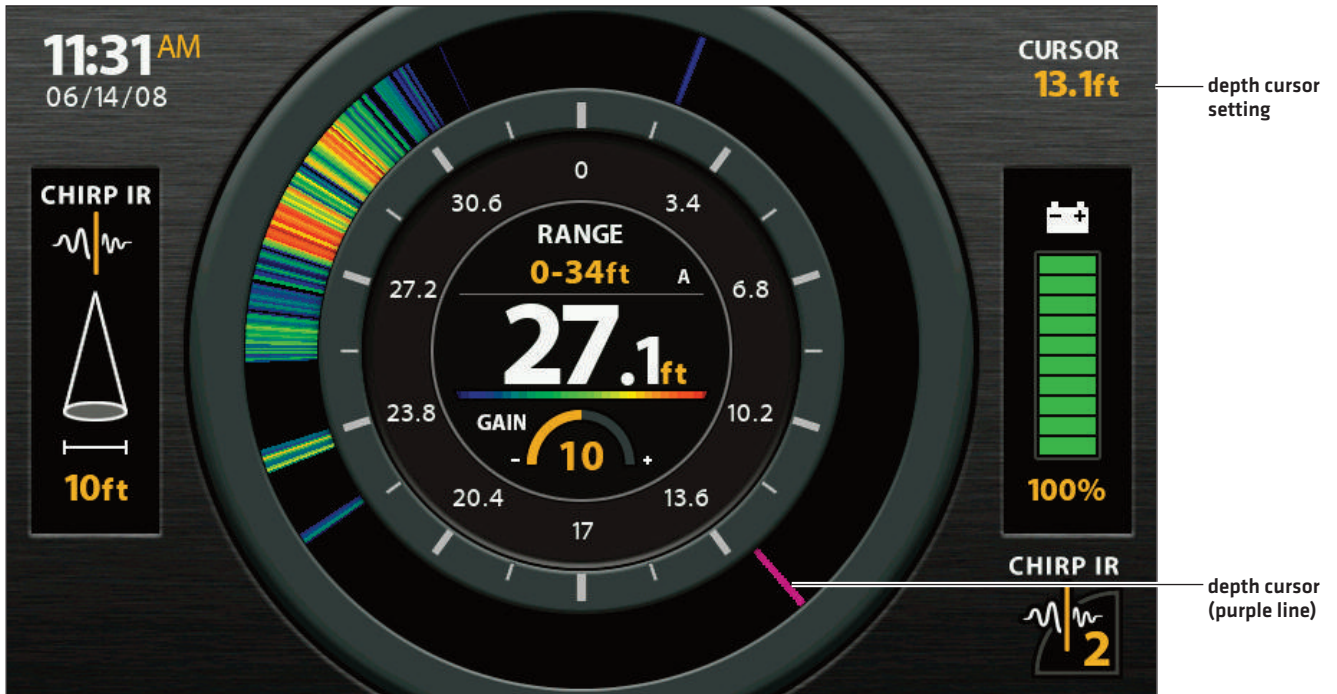 11:31 AM
06/14/08
CURSOR
13.1ft
depth cursor
setting
CHIRP IR
10ft
0
3.4
6.8
10.2
13.6
17
20.4
23.8
27.2
30.6
RANGE
0-34ft A
27.1ft
GAIN
- 10 +
- +
100%
CHIRP IR
2
depth cursor
(purple line)